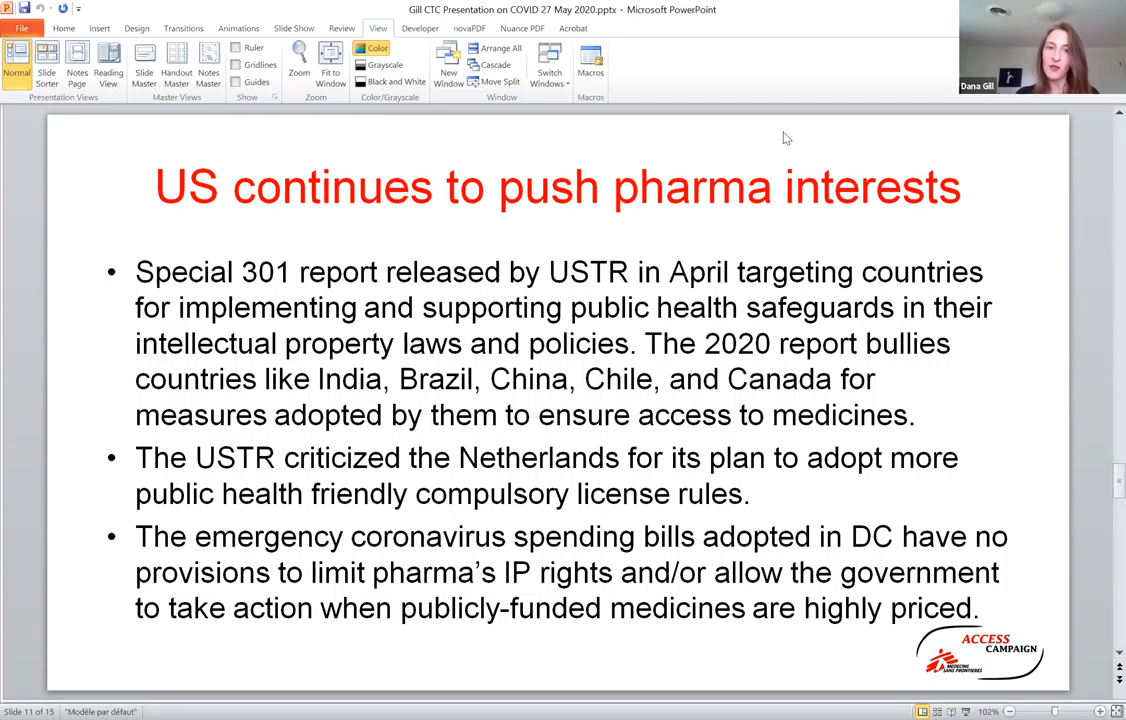 Gill CTC Presentation on COVID 27 May 2020.pptx - Microsoft PowerPoint
File Home Insert Design Transitions Animations Slide Show Review View Developer novaPDF Nuance PDF Acrobat
Normal
Slide Sorter
Notes Page
Reading View
Presentation Views
Slide Master
Handout Master
Notes Master
Master Views
Ruler
Gridlines
Guides
Show
Zoom
Fit to Window
Zoom
Color
Grayscale
Black and White
Color/Grayscale
New Window
Arrange All
Cascade
Move Split
Switch Windows
Window
Macros
Macros
Dana Gill
US continues to push pharma interests
• Special 301 report released by USTR in April targeting countries
for implementing and supporting public health safeguards in their
intellectual property laws and policies. The 2020 report bullies
countries like India, Brazil, China, Chile, and Canada for
measures adopted by them to ensure access to medicines.
• The USTR criticized the Netherlands for its plan to adopt more
public health friendly compulsory license rules.
• The emergency coronavirus spending bills adopted in DC have no
provisions to limit pharma’s IP rights and/or allow the government
to take action when publicly-funded medicines are highly priced.
ACCESS
CAMPAIGN
MEDECINS
SANS FRONTIERES
Slide 11 of 15
"Modèle par défaut"
102%